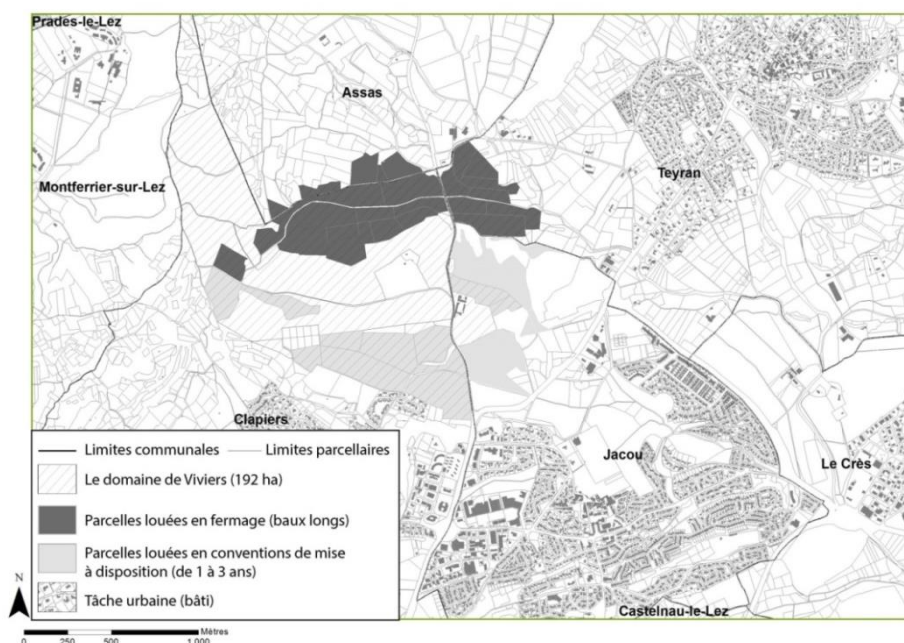 Prades-le-Lez
Assas
Teyran
Montferrier-sur-Lez
Clapiers
Jacou
Le Crès
Castelnau-le-Lez
Limites communales
Limites parcellaires
Le domaine de Viviers (192 ha)
Parcelles louées en fermage (baux longs)
Parcelles louées en conventions de mise
à disposition (de 1 à 3 ans)
Tâche urbaine (bâti)
N
Mètres
0 250 500 1 000